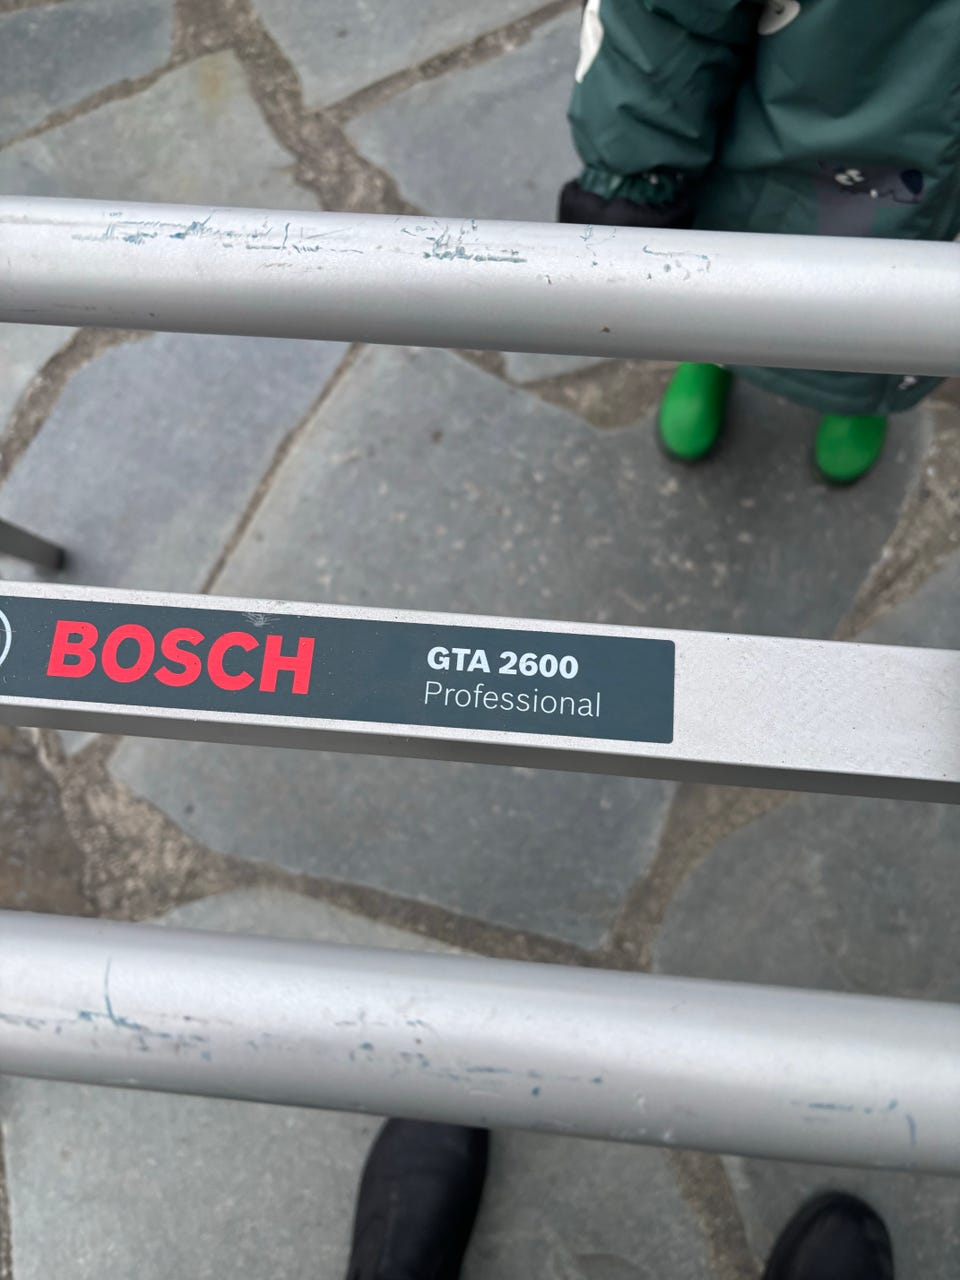 BOSCH
GTA 2600
Professional